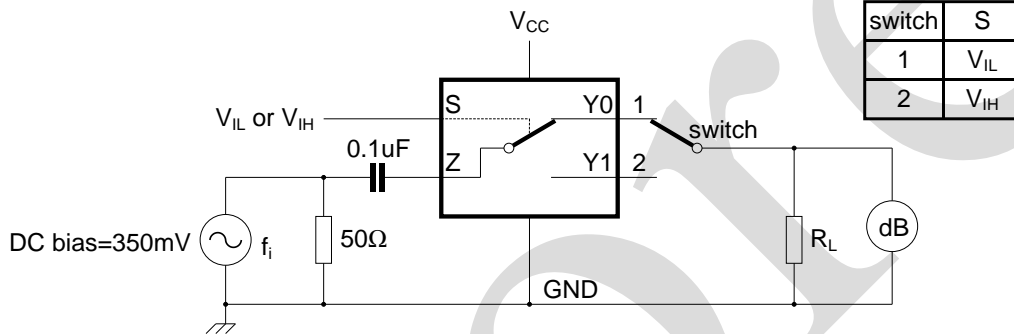 V_CC
switch S
1 V_IL
2 V_IH
S Y0 1
V_IL or V_IH
switch
0.1uF
Z Y1 2
DC bias=350mV f_i 50Ω R_L dB
GND